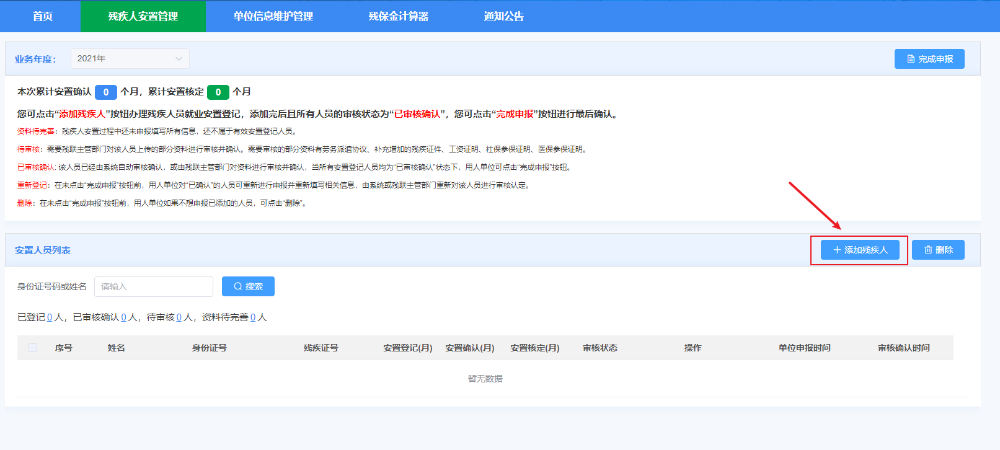 首页 残疾人安置管理 单位信息维护管理 残保金计算器 通知公告
业务年度： 2021年 完成申报
本次累计安置确认 0 个月，累计安置核定 0 个月
您可点击“添加残疾人”按钮办理残疾人员就业安置登记，添加完后且所有人员的审核状态为“已审核确认”，您可点击“完成申报”按钮进行最后确认。
资料待完善：残疾人安置过程中还未申报填写所有信息，还不属于有效安置登记人员。
待审核：需要残联主管部门对该人员上传的部分资料进行审核并确认。需要审核的部分资料有劳务派遣协议、补充增加的残疾证件、工资证明、社保参保证明、医保参保证明。
已审核确认: 该人员已经由系统自动审核确认，或由残联主管部门对资料进行审核并确认，当所有安置登记人员均为“已审核确认”状态下，用人单位可点击“完成申报”按钮。
重新登记：在未点击“完成申报”按钮前，用人单位对“已确认”的人员可重新进行申报并重新填写相关信息，由系统或残联主管部门重新对该人员进行审核认定。
删除：在未点击“完成申报”按钮前，用人单位如果不想申报已添加的人员，可点击“删除”。
安置人员列表 添加残疾人 删除
身份证号码或姓名 请输入 搜索
已登记 0 人，已审核确认 0 人，待审核 0 人，资料待完善 0 人
序号 姓名 身份证号 残疾证号 安置登记(月) 安置确认(月) 安置核定(月) 审核状态 操作 单位申报时间 审核确认时间
暂无数据